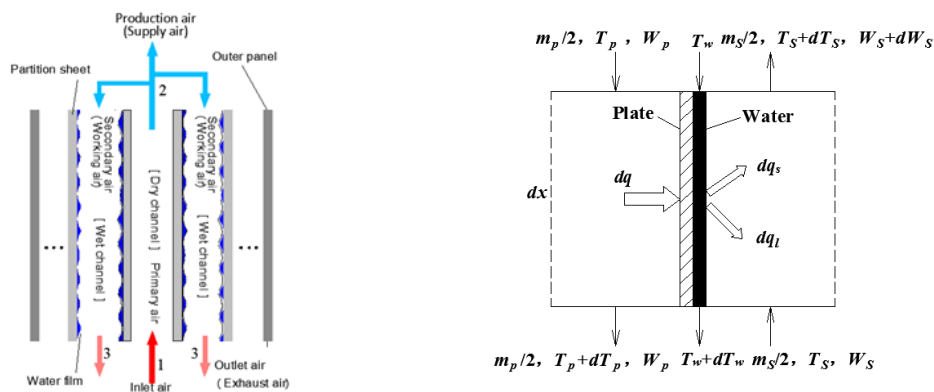 Production air
(Supply air)
Partition sheet
Outer panel
2
Secondary air
(Working air)
[ Wet channel ]
[ Dry channel ] Primary air
Secondary air
(Working air)
[ Wet channel ]
...
...
3
1
3
Water film
Inlet air
Outlet air
( Exhaust air)
m_p/2, T_p , W_p
T_w
m_S/2, T_S+dT_S, W_S+dW_S
Plate
Water
dx
dq
dq_s
dq_l
m_p/2, T_p+dT_p, W_p
T_w+dT_w
m_S/2, T_S, W_S